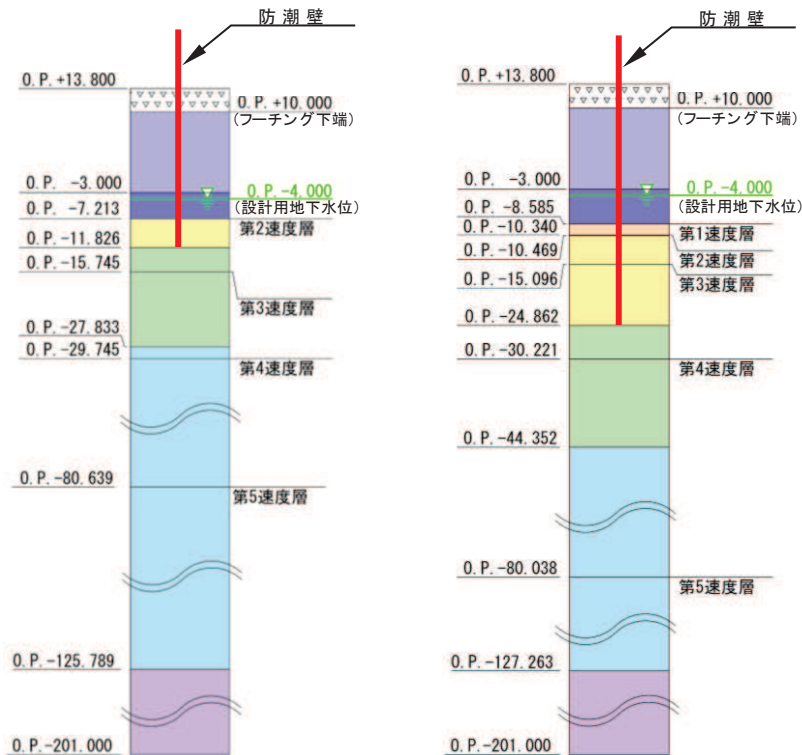 防潮壁
O.P. +13.800
O.P. +10.000
(フーチング下端)
O.P. -3.000
O.P. -4.000
(設計用地下水位)
O.P. -7.213
第2速度層
O.P. -11.826
O.P. -15.745
第3速度層
O.P. -27.833
O.P. -29.745
第4速度層
O.P. -80.639
第5速度層
O.P. -125.789
O.P. -201.000
防潮壁
O.P. +13.800
O.P. +10.000
(フーチング下端)
O.P. -3.000
O.P. -4.000
(設計用地下水位)
O.P. -8.585
第1速度層
O.P. -10.340
第2速度層
O.P. -10.469
第3速度層
O.P. -15.096
O.P. -24.862
O.P. -30.221
第4速度層
O.P. -44.352
O.P. -80.038
第5速度層
O.P. -127.263
O.P. -201.000